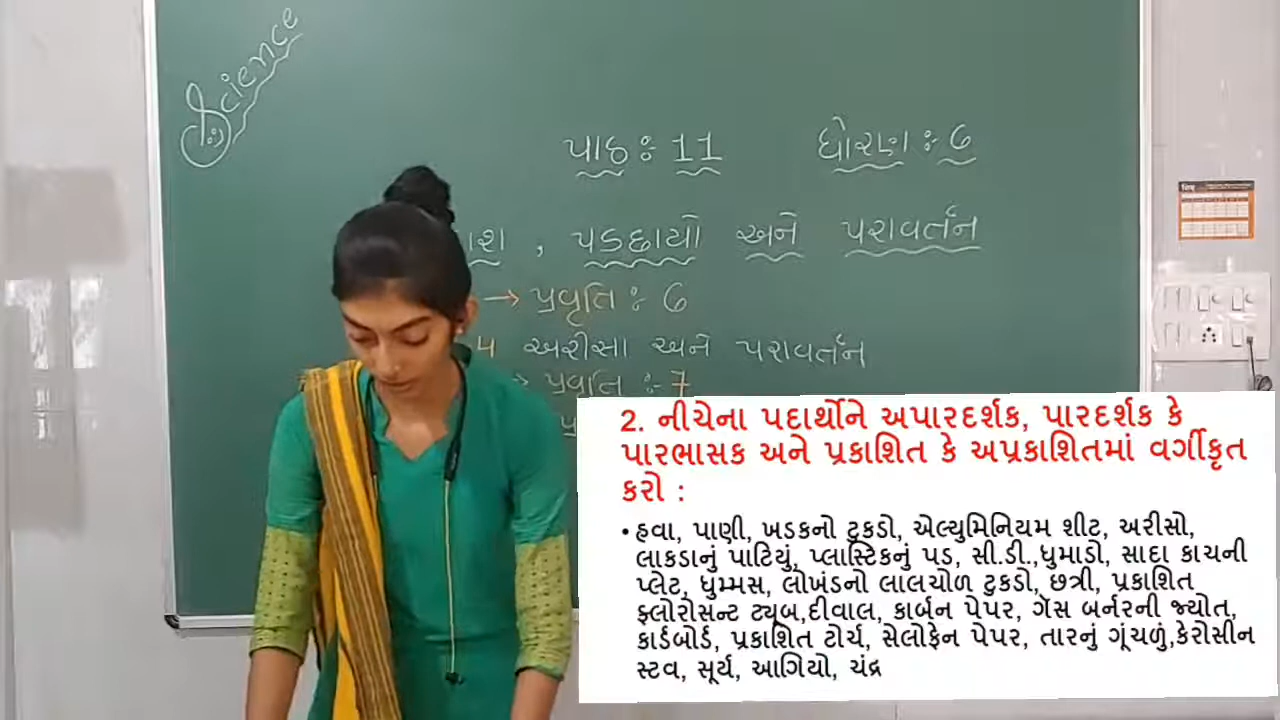 Science
પાઠ : 11 ધોરણ : 6
પડછાયો અને પરાવર્તન
→ પ્રવૃતિ : 6
4 અરીસા અને પરાવર્તન
→ પ્રવૃતિ :- 7
2. નીચેના પદાર્થોને અપારદર્શક, પારદર્શક કે
પારભાસક અને પ્રકાશિત કે અપ્રકાશિતમાં વર્ગીકૃત
કરો :
• હવા, પાણી, ખડકનો ટુકડો, એલ્યુમિનિયમ શીટ, અરીસો,
લાકડાનું પાટિયું, પ્લાસ્ટિકનું પડ, સી.ડી.,ધુમાડો, સાદા કાચની
પ્લેટ, ધુમ્મસ, લોખંડનો લાલચોળ ટુકડો, છત્રી, પ્રકાશિત
ફ્લોરોસન્ટ ટ્યૂબ,દીવાલ, કાર્બન પેપર, ગૅસ બર્નરની જ્યોત,
કાર્ડબોર્ડ, પ્રકાશિત ટોર્ચ, સેલોફેન પેપર, તારનું ગૂંચળું,કેરોસીન
સ્ટવ, સૂર્ય, આગિયો, ચંદ્ર